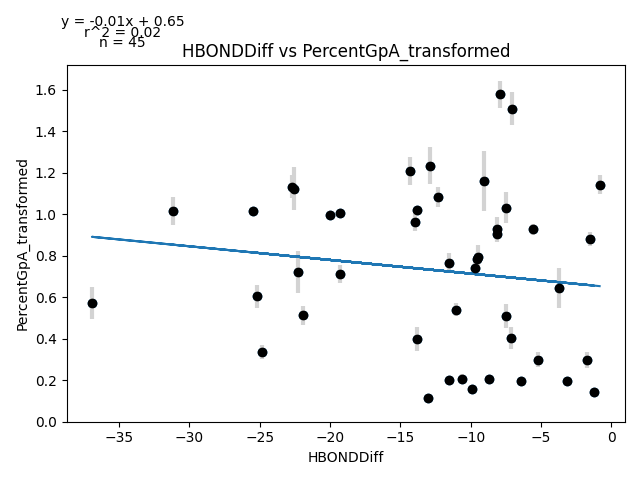 y = -0.01x + 0.65
r^2 = 0.02
n = 45
HBONDDiff vs PercentGpA_transformed
PercentGpA_transformed
1.6
1.4
1.2
1.0
0.8
0.6
0.4
0.2
0.0
−35
−30
−25
−20
−15
−10
−5
0
HBONDDiff